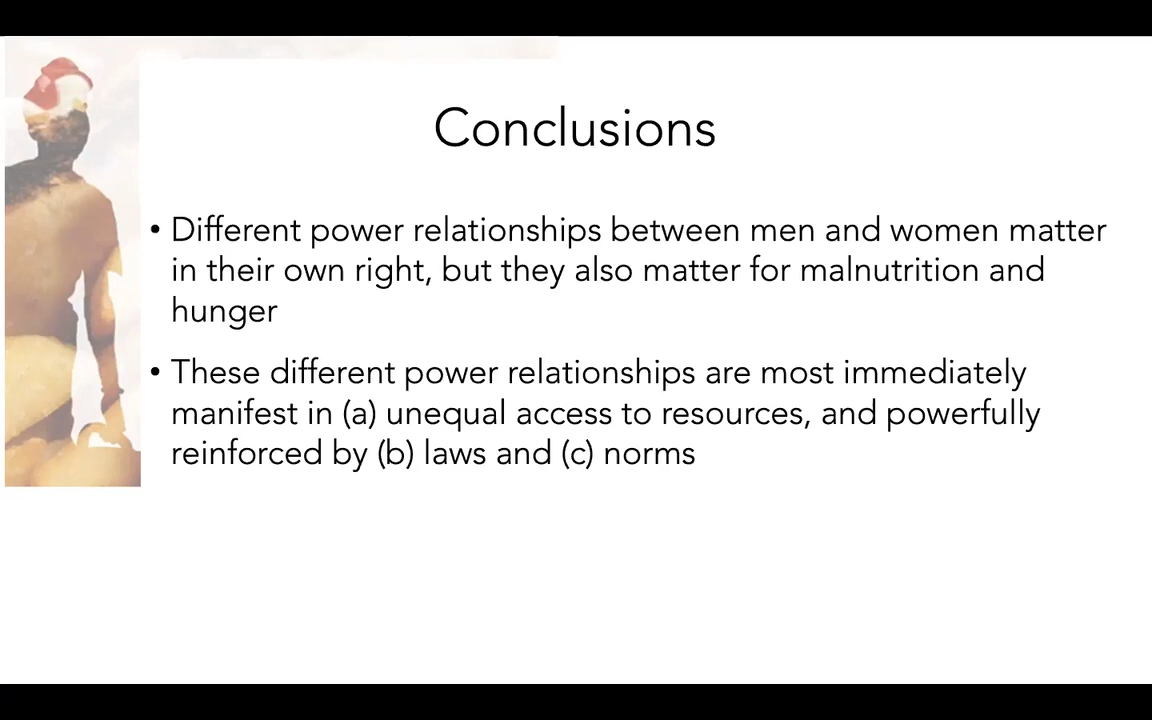 Conclusions
• Different power relationships between men and women matter
in their own right, but they also matter for malnutrition and
hunger
• These different power relationships are most immediately
manifest in (a) unequal access to resources, and powerfully
reinforced by (b) laws and (c) norms